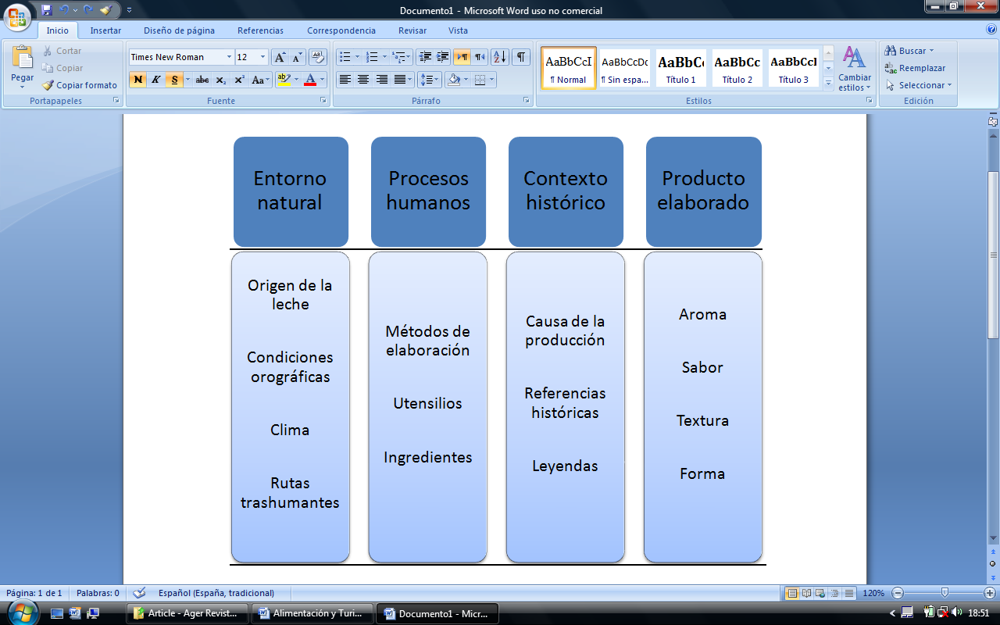 Documento1 - Microsoft Word uso no comercial
Inicio Insertar Diseño de página Referencias Correspondencia Revisar Vista
Pegar
Cortar
Copiar
Copiar formato
Portapapeles
Times New Roman 12
N K S abc x₂ x² Aa
Fuente
Párrafo
AaBbCcI AaBbCcDc AaBbC AaBbCc AaBbCcI
¶ Normal ¶ Sin espa... Título 1 Título 2 Título 3
Cambiar
estilos
Estilos
Buscar
Reemplazar
Seleccionar
Edición
Entorno
natural
Procesos
humanos
Contexto
histórico
Producto
elaborado
Origen de la
leche
Condiciones
orográficas
Clima
Rutas
trashumantes
Métodos de
elaboración
Utensilios
Ingredientes
Causa de la
producción
Referencias
históricas
Leyendas
Aroma
Sabor
Textura
Forma
Página: 1 de 1 Palabras: 0 Español (España, tradicional) 120%
Article - Ager Revist... Alimentación y Turi... Documento1 - Micr... 18:51